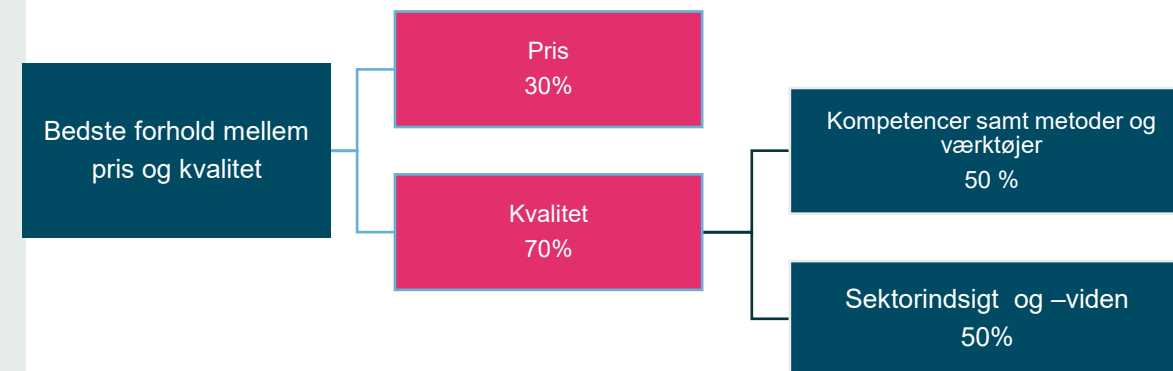 Bedste forhold mellem
pris og kvalitet
Pris
30%
Kvalitet
70%
Kompetencer samt metoder og
værktøjer
50 %
Sektorindsigt  og –viden
50%